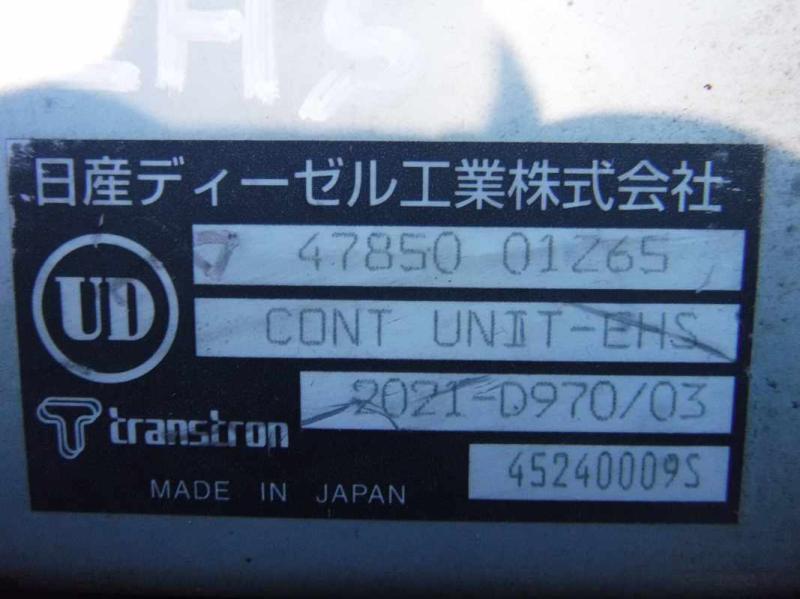 EHS
日産ディーゼル工業株式会社
UD
47850 01Z65
CONT UNIT-EHS
2021-D970/03
transtron
45240009S
MADE IN JAPAN